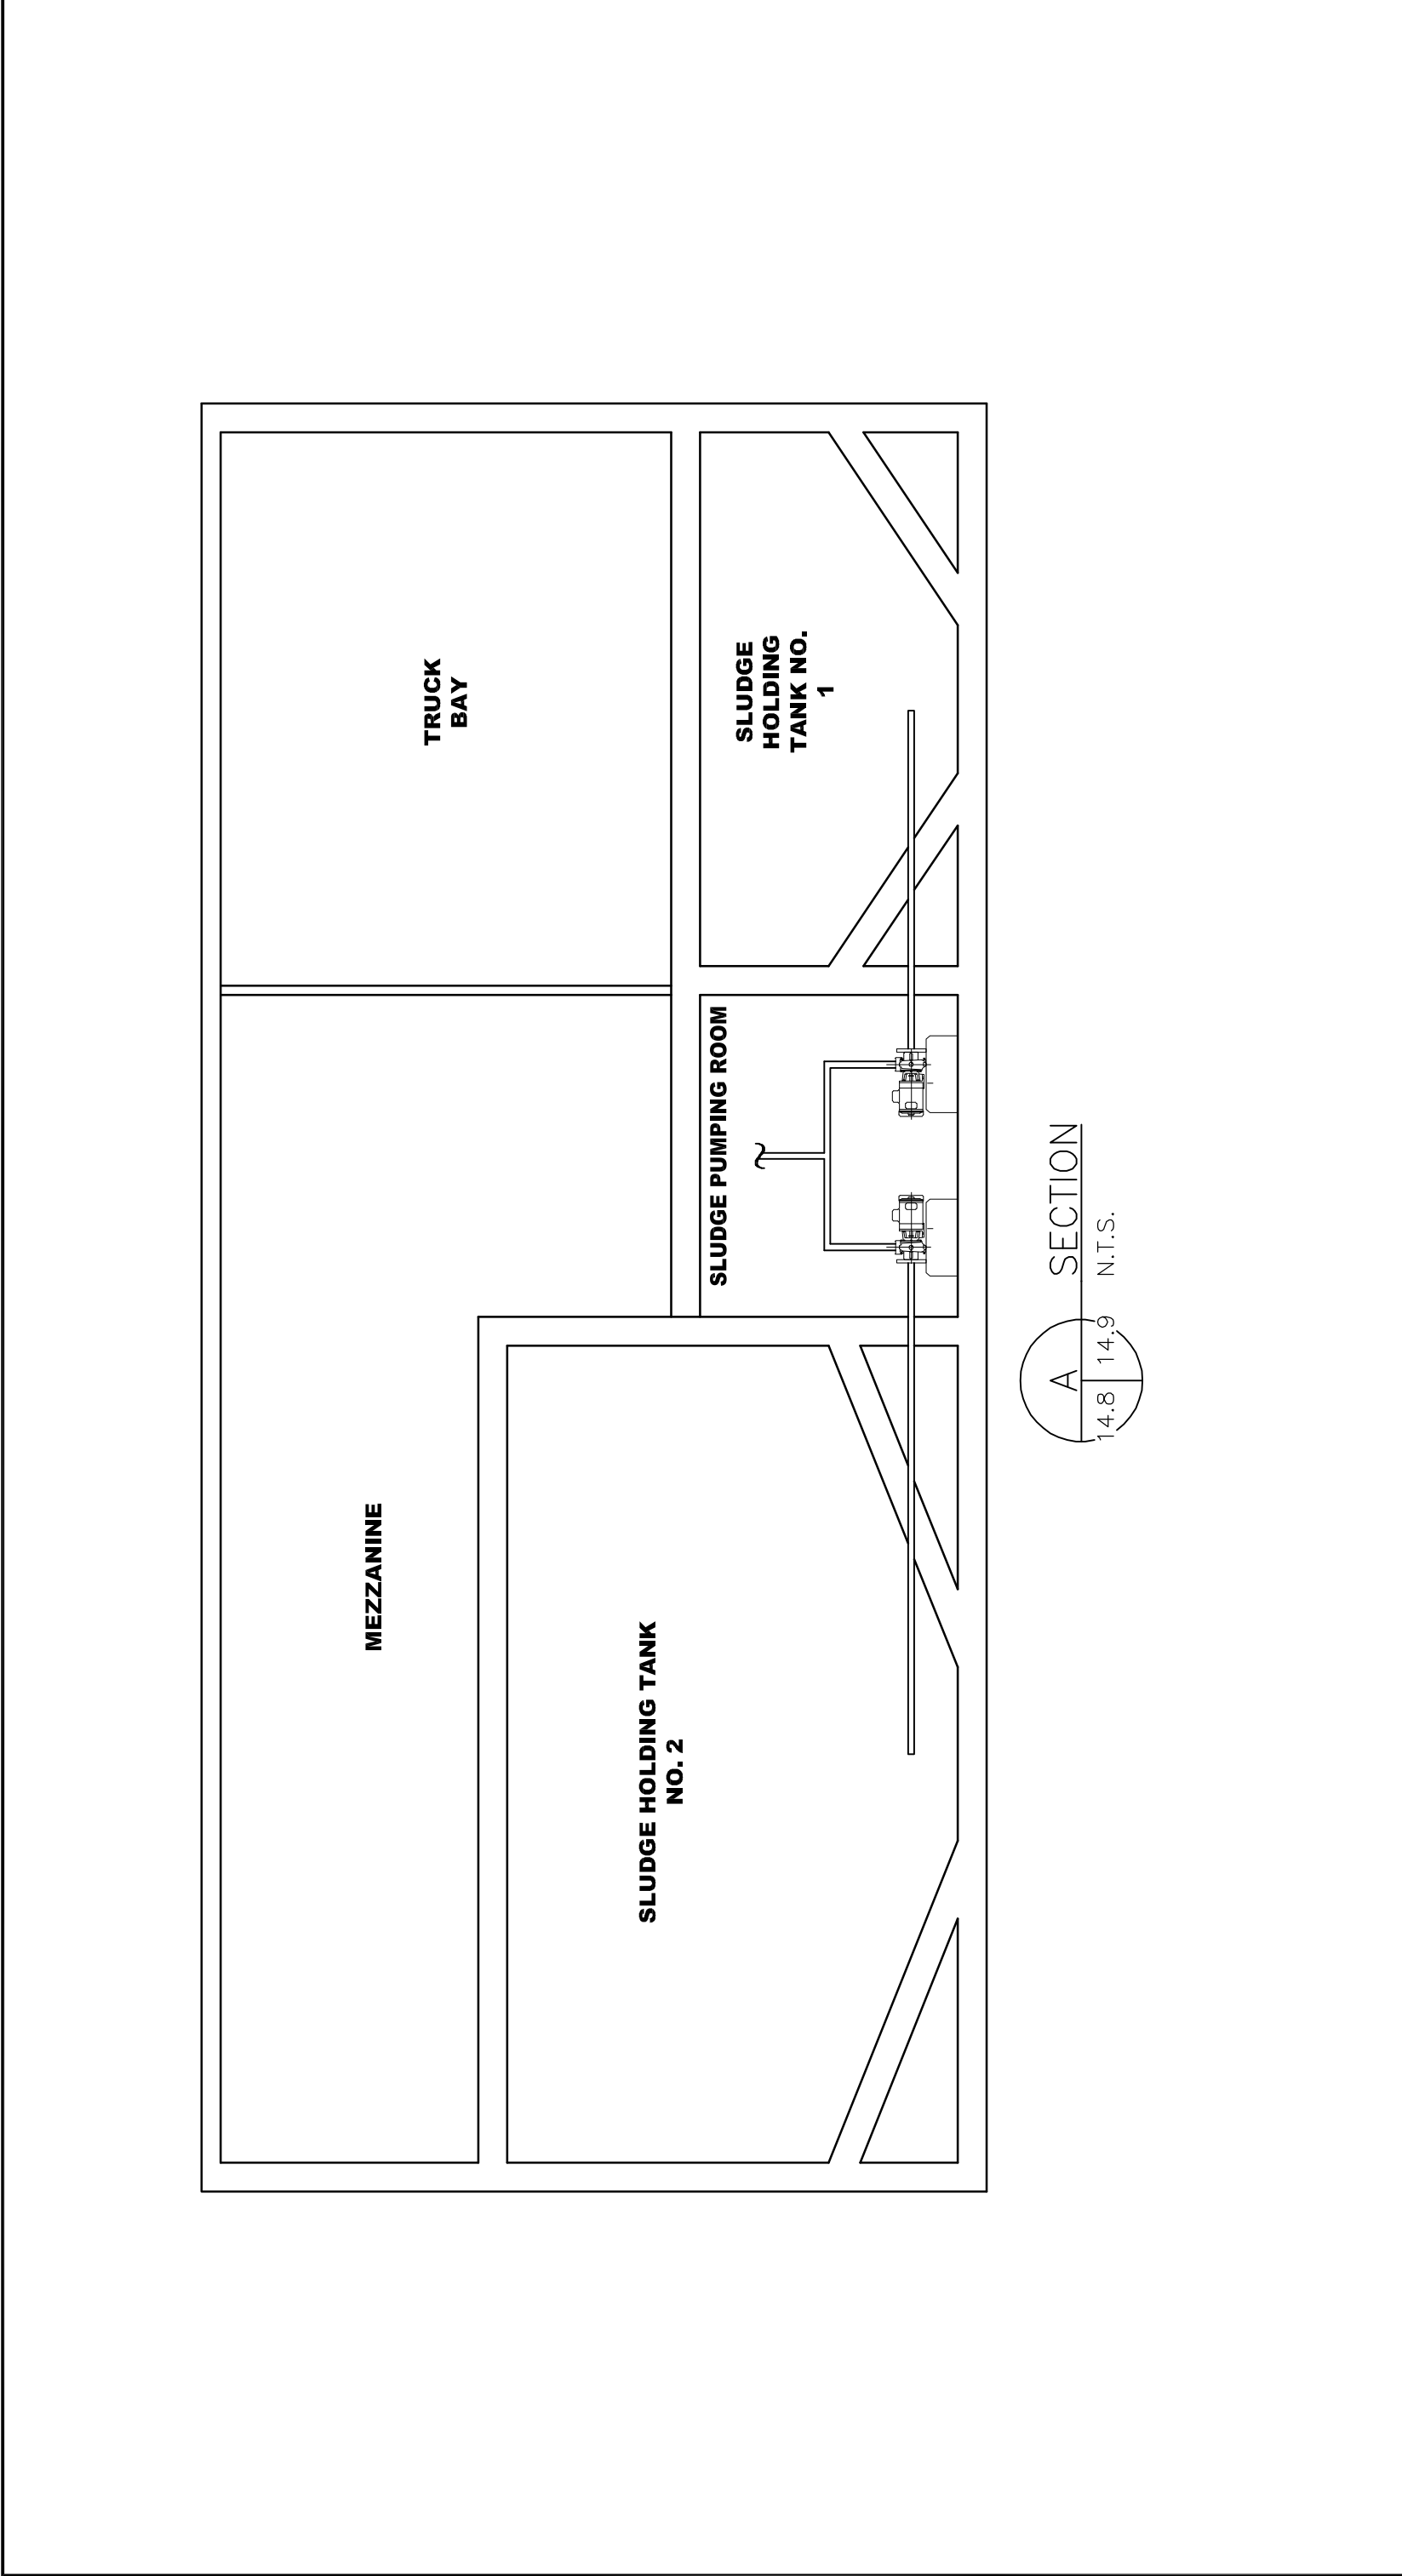 MEZZANINE
TRUCK
BAY
SLUDGE HOLDING TANK
NO. 2
SLUDGE PUMPING ROOM
SLUDGE
HOLDING
TANK NO.
1
A
SECTION
14.8 14.9
N.T.S.